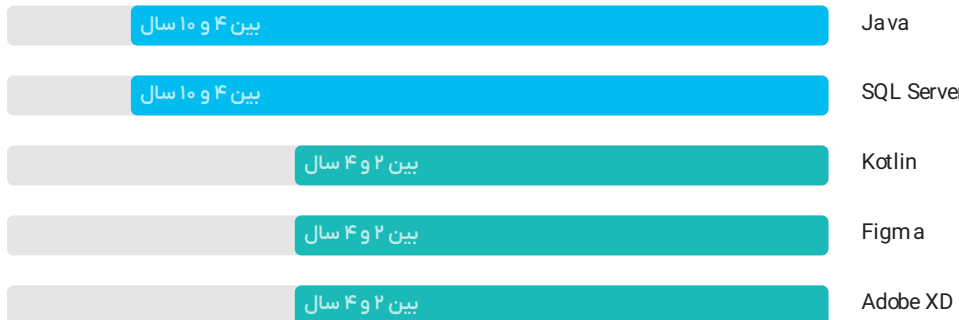 Java بین ۴ و ۱۰ سال
SQL Server بین ۴ و ۱۰ سال
Kotlin بین ۲ و ۴ سال
Figma بین ۲ و ۴ سال
Adobe XD بین ۲ و ۴ سال